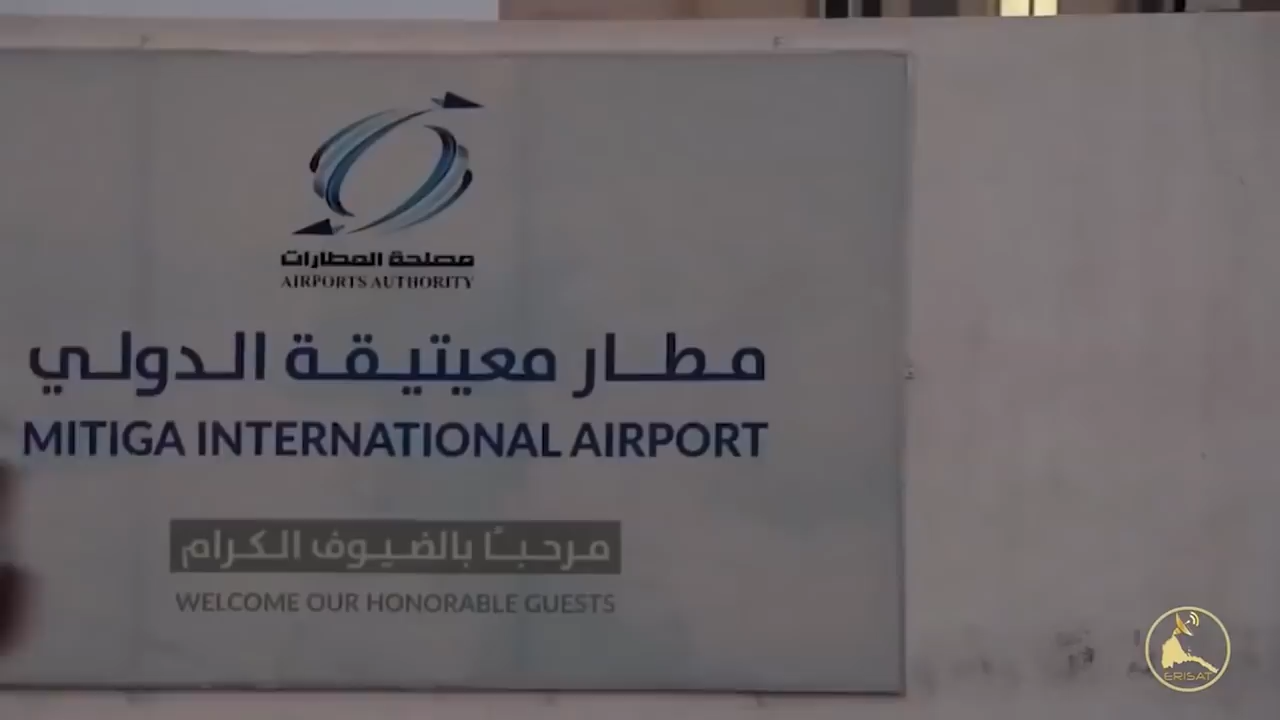 مصلحة المطارات
AIRPORTS AUTHORITY
مطار معيتيقة الدولي
MITIGA INTERNATIONAL AIRPORT
مرحبًا بالضيوف الكرام
WELCOME OUR HONORABLE GUESTS
ERISAT